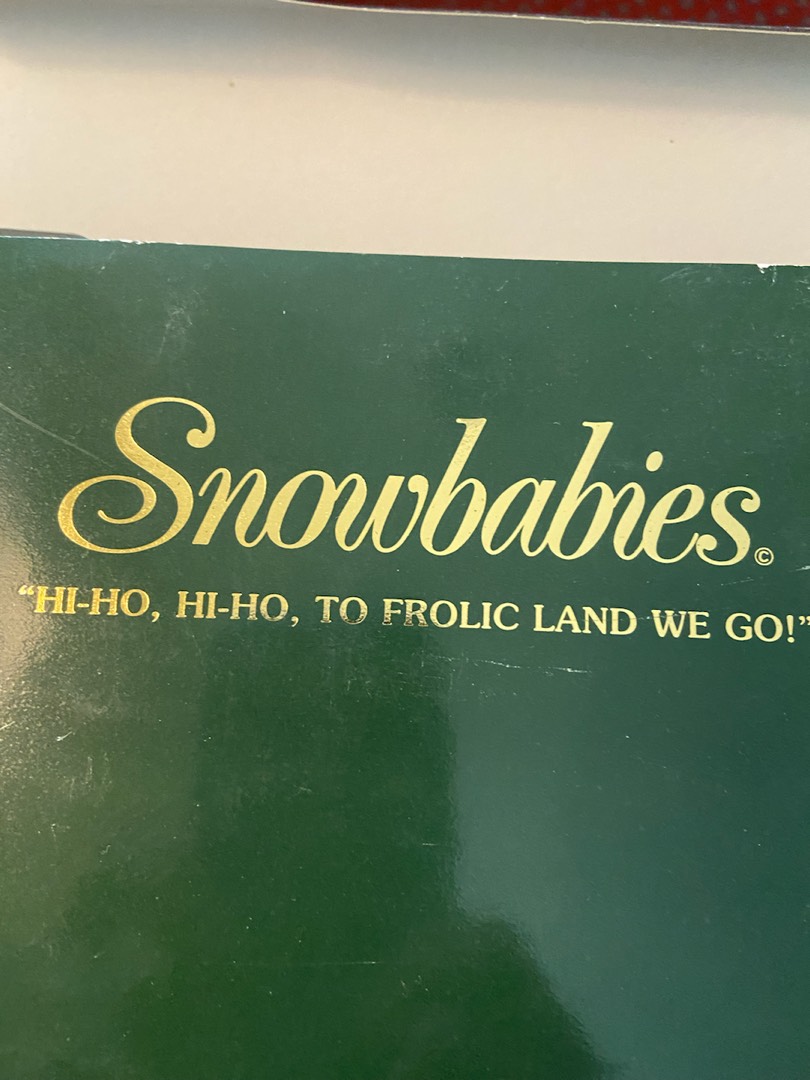 Snowbabies©
“HI-HO, HI-HO, TO FROLIC LAND WE GO!”